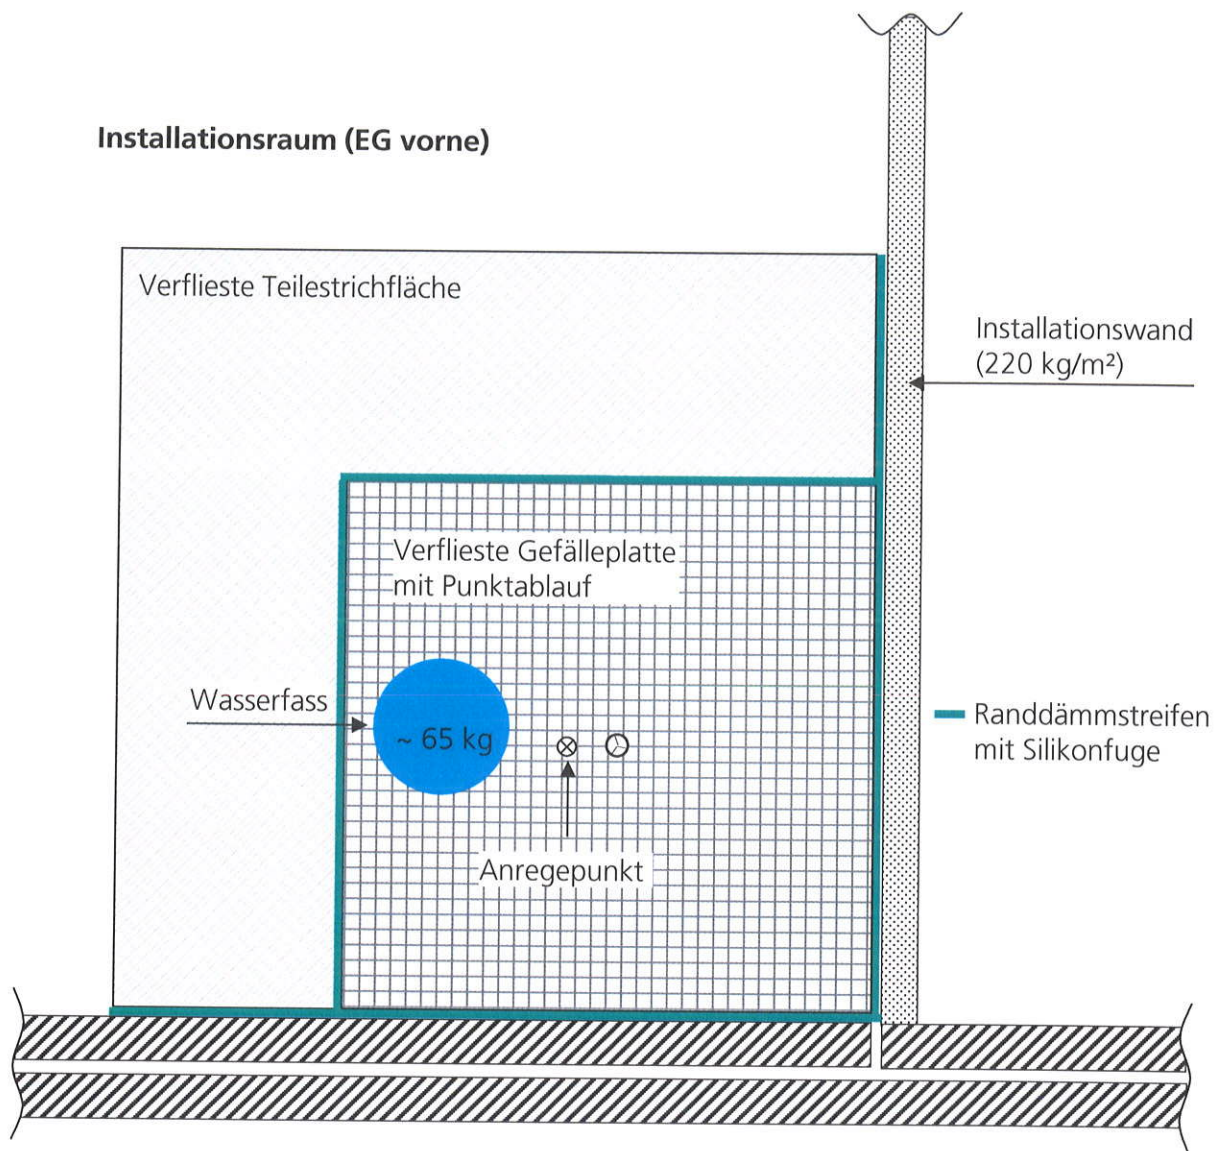 Installationsraum (EG vorne)
Verflieste Teilestrichfläche
Installationswand
(220 kg/m²)
Verflieste Gefälleplatte
mit Punktablauf
Wasserfass
~ 65 kg
Randdämmstreifen
mit Silikonfuge
Anregepunkt